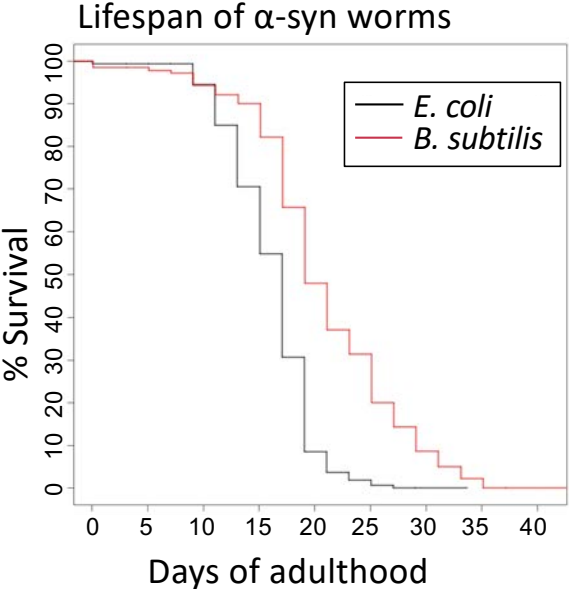 Lifespan of α-syn worms
% Survival
100
90
80
70
60
50
40
30
20
10
0
E. coli
B. subtilis
0 5 10 15 20 25 30 35 40
Days of adulthood